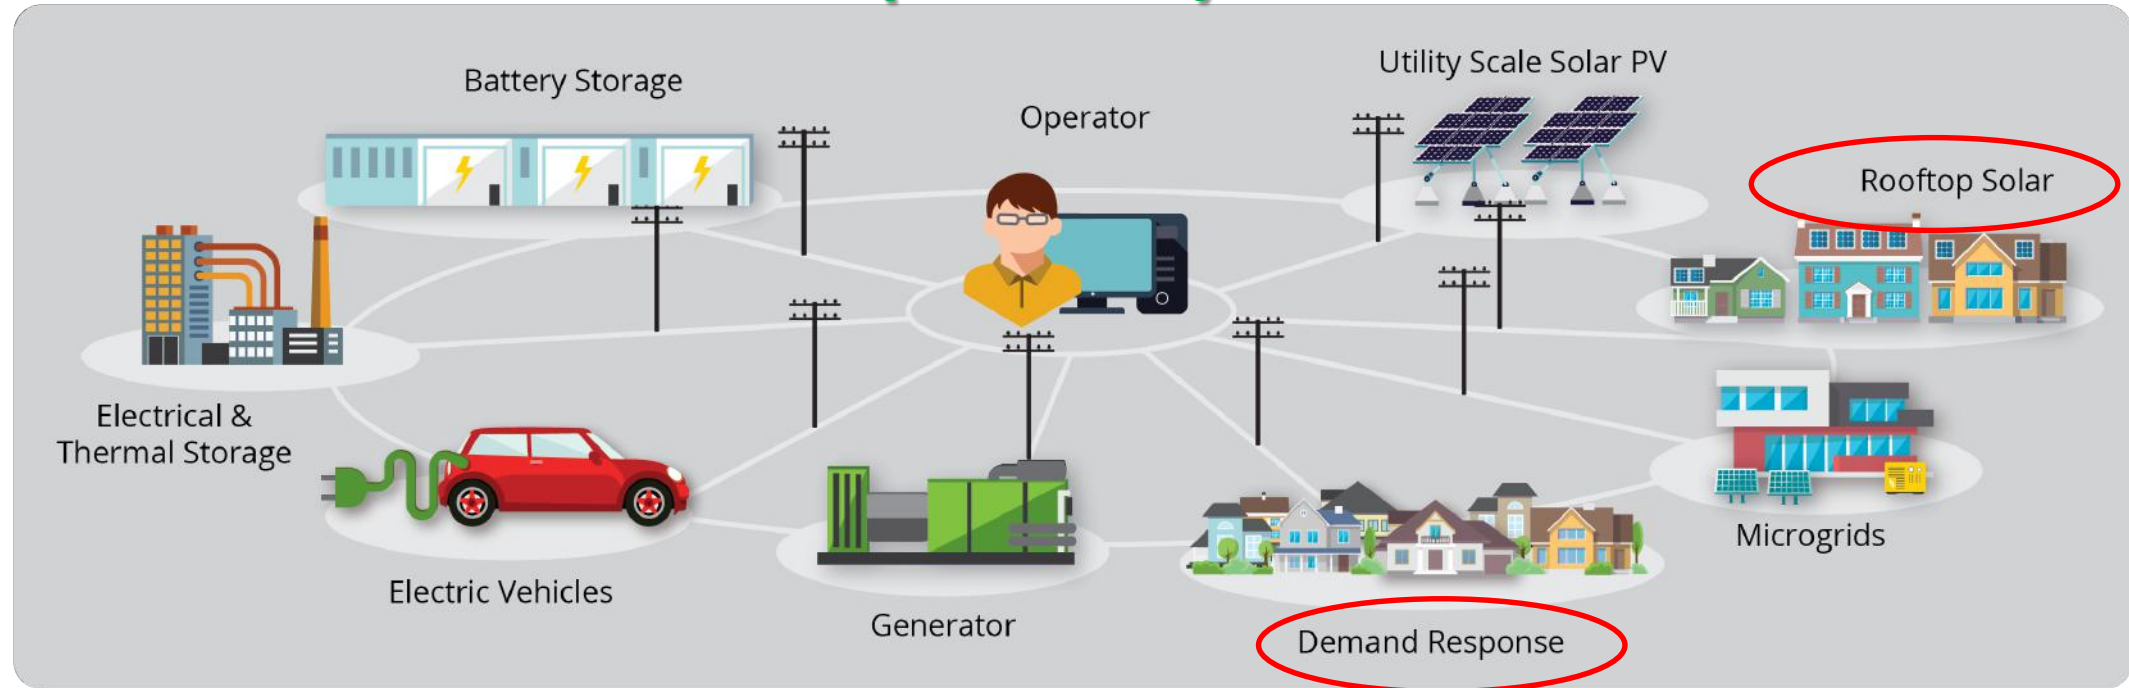 Battery Storage
Operator
Utility Scale Solar PV
Rooftop Solar
Electrical &
Thermal Storage
Electric Vehicles
Generator
Demand Response
Microgrids